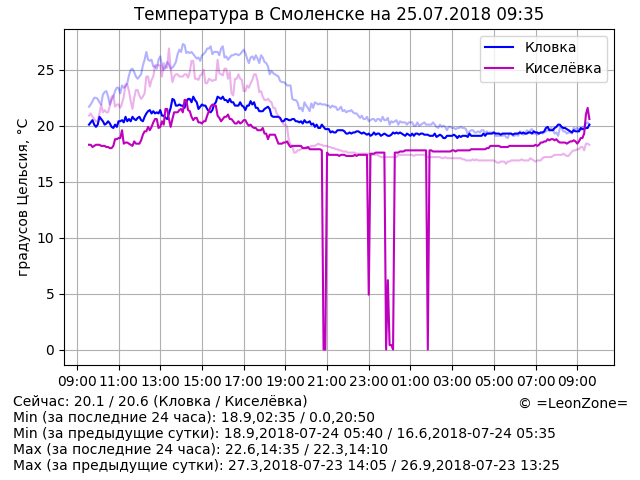 Температура в Смоленске на 25.07.2018 09:35
Кловка
Киселёвка
градусов Цельсия, °C
25
20
15
10
5
0
09:00 11:00 13:00 15:00 17:00 19:00 21:00 23:00 01:00 03:00 05:00 07:00 09:00
Сейчас: 20.1 / 20.6 (Кловка / Киселёвка)
© =LeonZone=
Min (за последние 24 часа): 18.9,02:35 / 0.0,20:50
Min (за предыдущие сутки): 18.9,2018-07-24 05:40 / 16.6,2018-07-24 05:35
Max (за последние 24 часа): 22.6,14:35 / 22.3,14:10
Max (за предыдущие сутки): 27.3,2018-07-23 14:05 / 26.9,2018-07-23 13:25